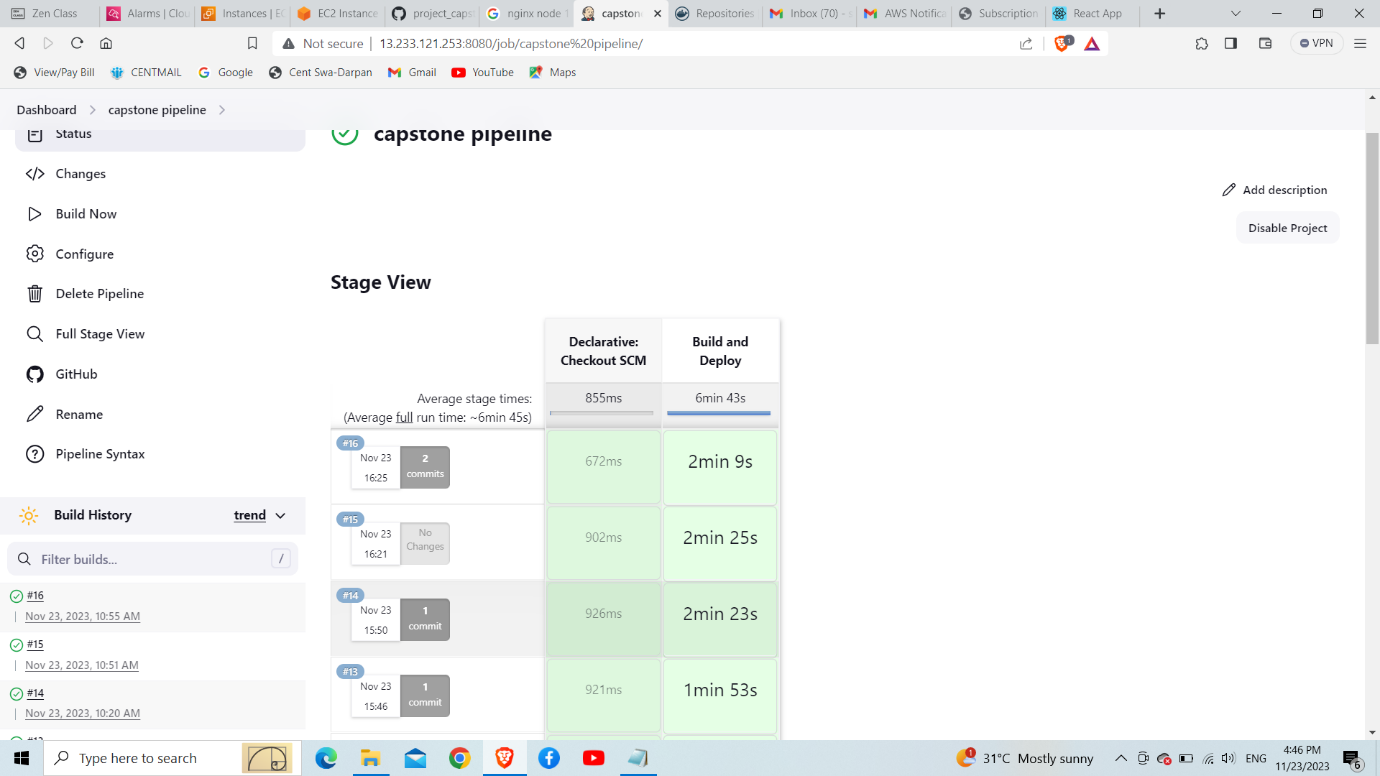 Zen Class
Alarms | Clou
Instances | EC
EC2 Instance
project_caps
nginx node 1
capston
Repositories
Inbox (70) - s
AWS Notifica
Subscription
React App
Not secure | 13.233.121.253:8080/job/capstone%20pipeline/
1
VPN
View/Pay Bill
CENTMAIL
Google
Cent Swa-Darpan
Gmail
YouTube
Maps
Dashboard
capstone pipeline
Status
Changes
Build Now
Configure
Delete Pipeline
Full Stage View
GitHub
Rename
Pipeline Syntax
Build History
trend
Filter builds...
/
#16
Nov 23, 2023, 10:55 AM
#15
Nov 23, 2023, 10:51 AM
#14
Nov 23, 2023, 10:20 AM
capstone pipeline
Add description
Disable Project
Stage View
Declarative:
Checkout SCM
Build and
Deploy
Average stage times:
(Average full run time: ~6min 45s)
855ms
6min 43s
#16
Nov 23
16:25
2
commits
672ms
2min 9s
#15
Nov 23
16:21
No
Changes
902ms
2min 25s
#14
Nov 23
15:50
1
commit
926ms
2min 23s
#13
Nov 23
15:46
1
commit
921ms
1min 53s
Type here to search
1
31°C Mostly sunny
ENG
4:46 PM
11/23/2023
6